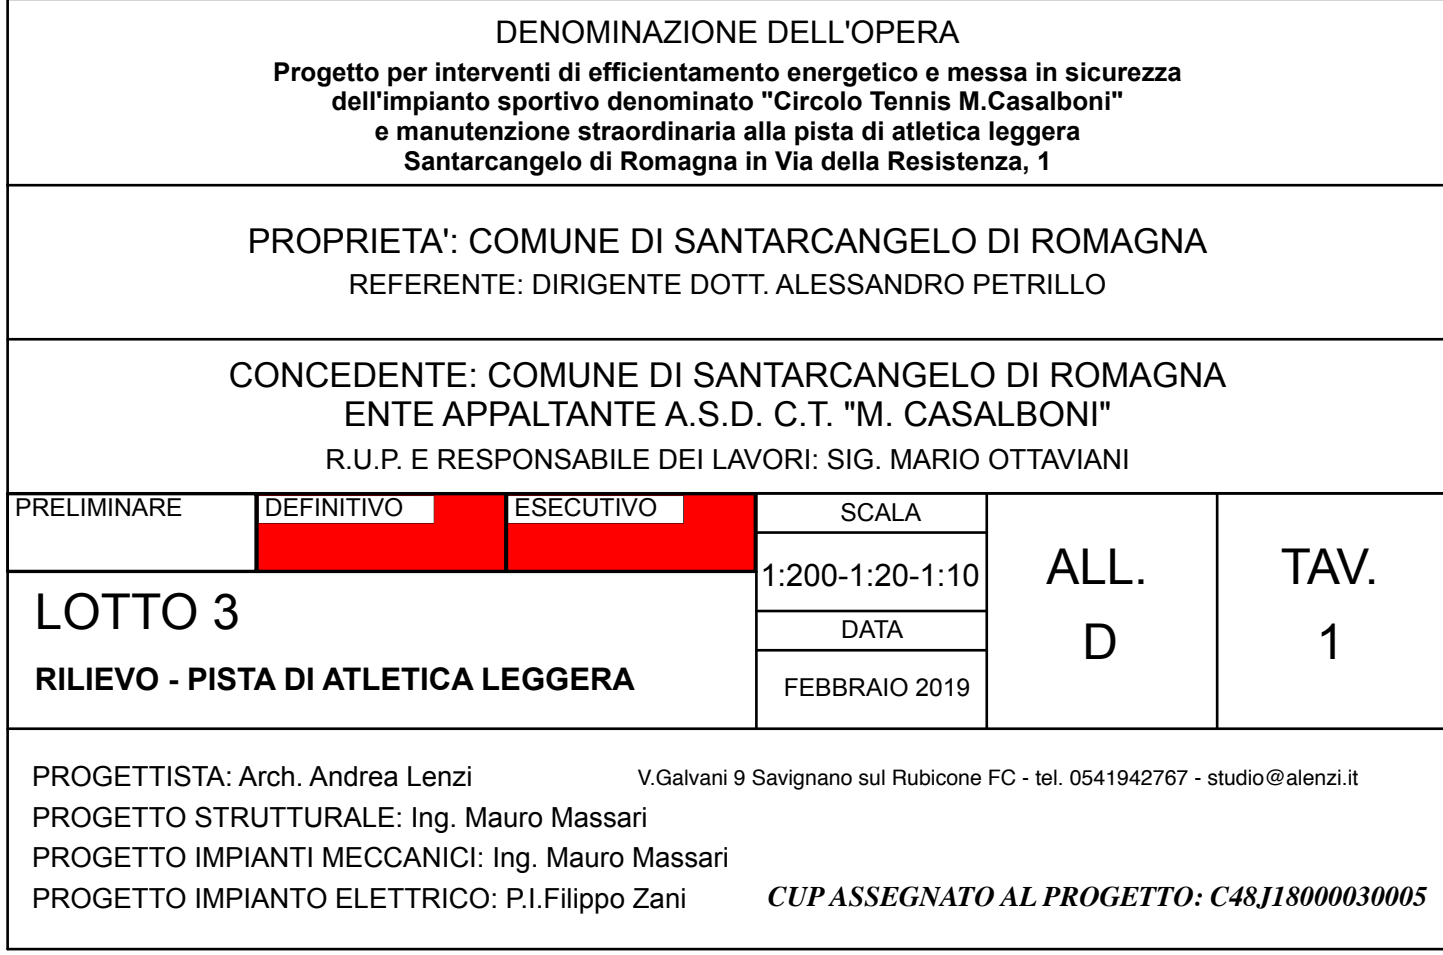 DENOMINAZIONE DELL'OPERA
Progetto per interventi di efficientamento energetico e messa in sicurezza
dell'impianto sportivo denominato "Circolo Tennis M.Casalboni"
e manutenzione straordinaria alla pista di atletica leggera
Santarcangelo di Romagna in Via della Resistenza, 1
PROPRIETA': COMUNE DI SANTARCANGELO DI ROMAGNA
REFERENTE: DIRIGENTE DOTT. ALESSANDRO PETRILLO
CONCEDENTE: COMUNE DI SANTARCANGELO DI ROMAGNA
ENTE APPALTANTE A.S.D. C.T. "M. CASALBONI"
R.U.P. E RESPONSABILE DEI LAVORI: SIG. MARIO OTTAVIANI
PRELIMINARE
DEFINITIVO
ESECUTIVO
LOTTO 3
RILIEVO - PISTA DI ATLETICA LEGGERA
SCALA
1:200-1:20-1:10
DATA
FEBBRAIO 2019
ALL.
D
TAV.
1
PROGETTISTA: Arch. Andrea Lenzi
V.Galvani 9 Savignano sul Rubicone FC - tel. 0541942767 - studio@alenzi.it
PROGETTO STRUTTURALE: Ing. Mauro Massari
PROGETTO IMPIANTI MECCANICI: Ing. Mauro Massari
PROGETTO IMPIANTO ELETTRICO: P.I.Filippo Zani
CUP ASSEGNATO AL PROGETTO: C48J18000030005